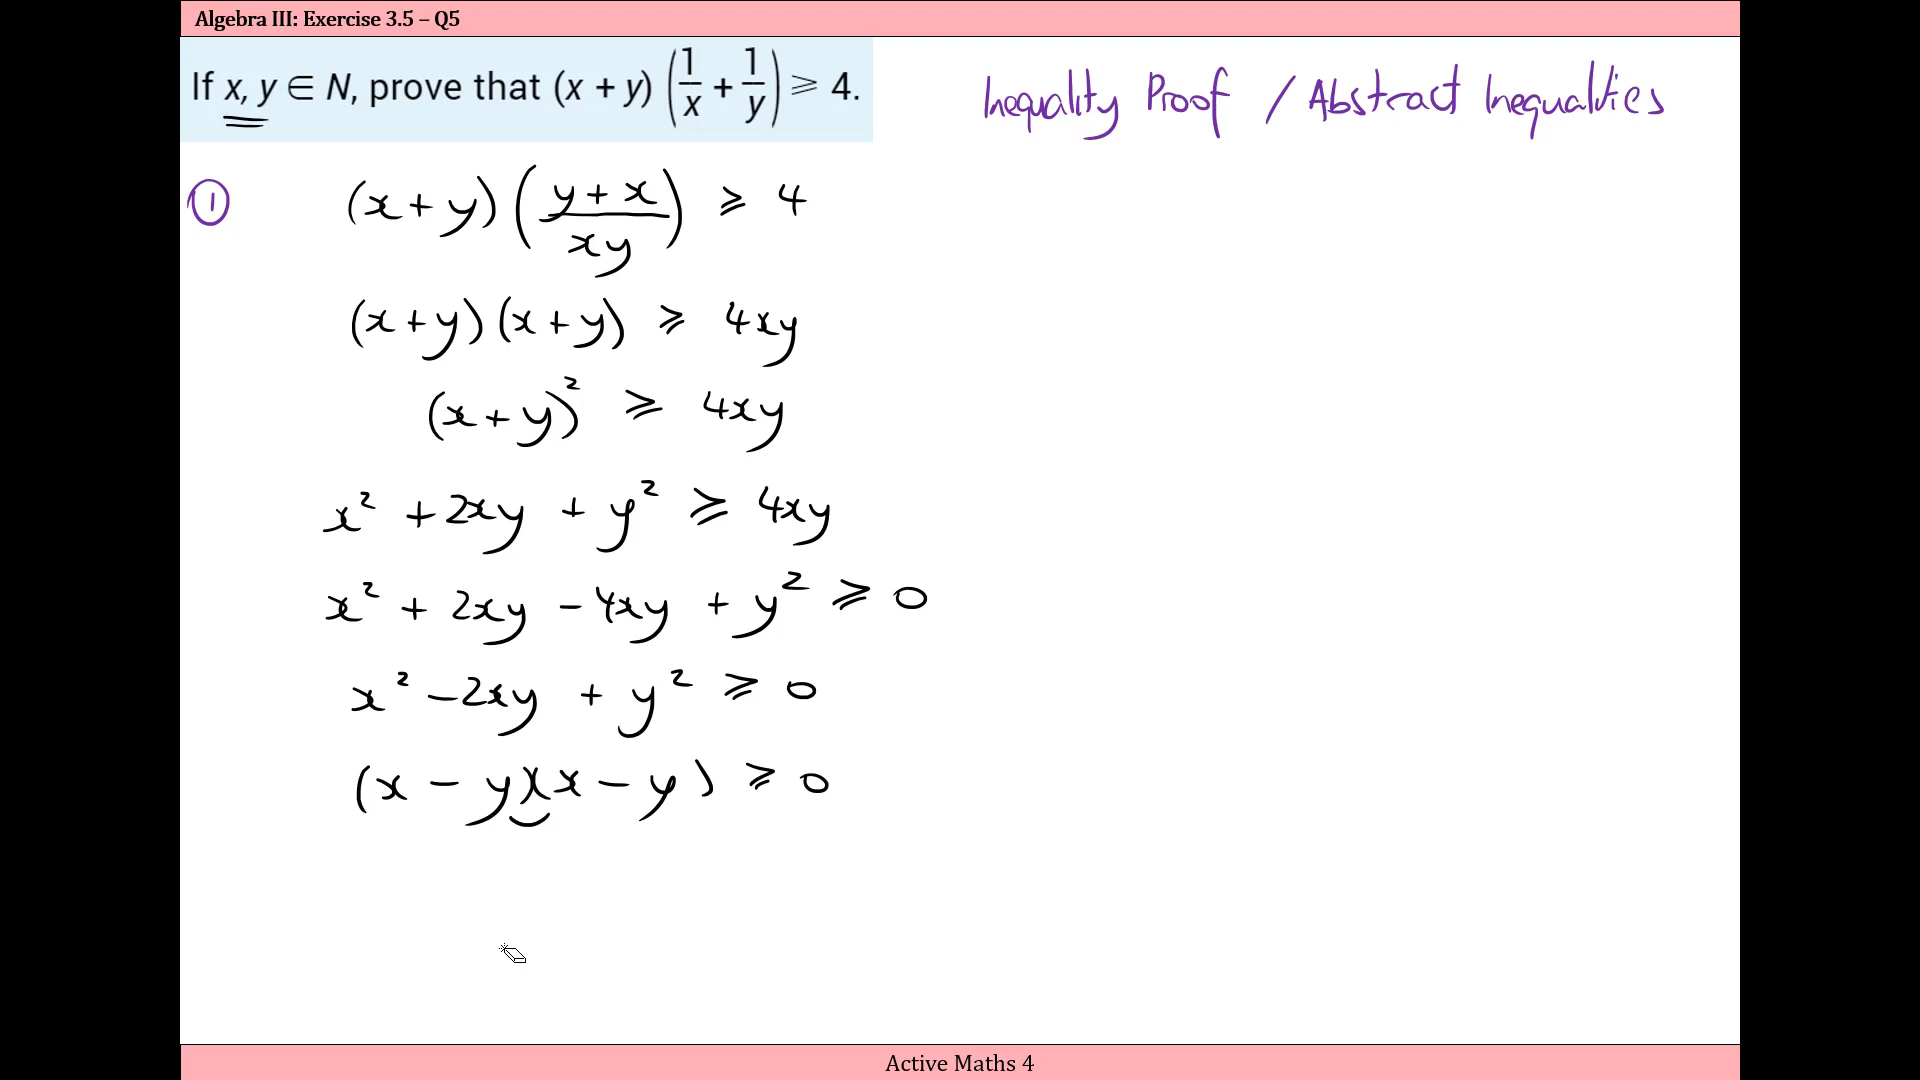 Algebra III: Exercise 3.5 – Q5
If x, y ∈ N, prove that (x + y) (1/x + 1/y) ⩾ 4.
Inequality Proof / Abstract Inequalities
① (x + y) ((y + x)/(xy)) ⩾ 4
(x + y)(x + y) ⩾ 4xy
(x + y)² ⩾ 4xy
x² + 2xy + y² ⩾ 4xy
x² + 2xy − 4xy + y² ⩾ 0
x² − 2xy + y² ⩾ 0
(x − y)(x − y) ⩾ 0
Active Maths 4